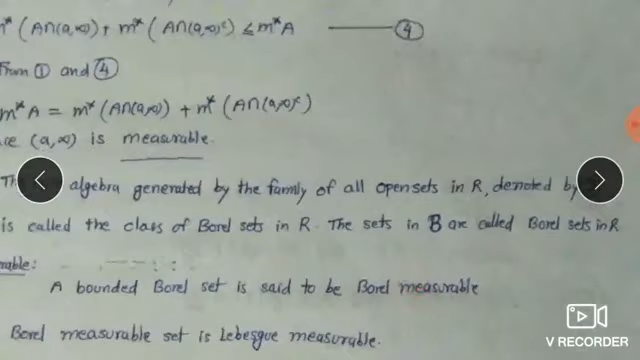 m* (A∩(a,∞)) + m* (A∩(a,∞)ᶜ) ≤ m*A ——— ④
From ① and ④
m*A = m* (A∩(a,∞)) + m* (A∩(a,∞)ᶜ)
ce (a,∞) is measurable.
algebra generated by the family of all open sets in R, denoted by
is called the class of Borel sets in R. The sets in B are called Borel sets in R
rable:
A bounded Borel set is said to be Borel measurable
Borel measurable set is Lebesgue measurable.
V RECORDER